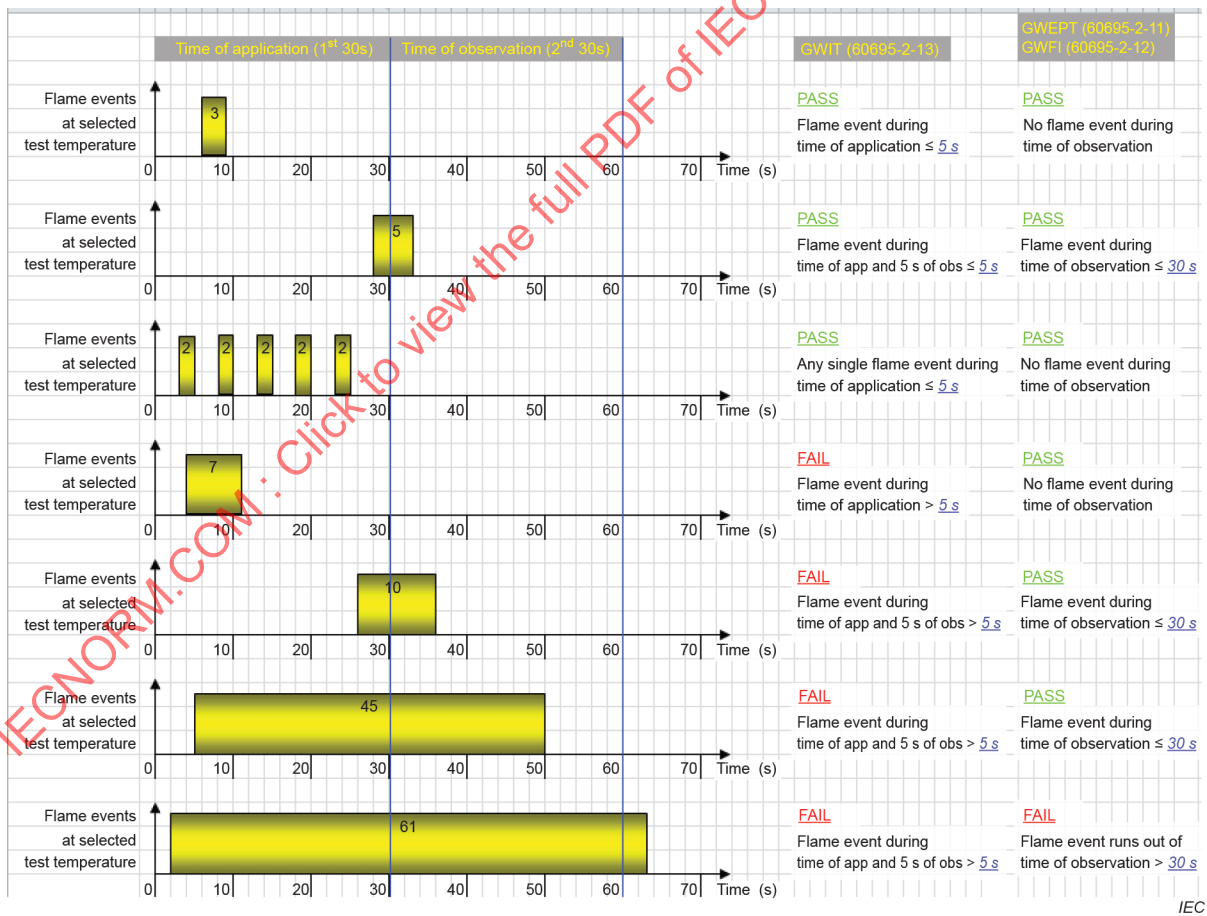 Time of application (1st 30s) Time of observation (2nd 30s) GWIT (60695-2-13) GWEPT (60695-2-11)
GWFI (60695-2-12)
Flame events
at selected
test temperature
3
0 10 20 30 40 50 60 70 Time (s)
PASS
Flame event during
time of application ≤ 5 s
PASS
No flame event during
time of observation
Flame events
at selected
test temperature
5
0 10 20 30 40 50 60 70 Time (s)
PASS
Flame event during
time of app and 5 s of obs ≤ 5 s
PASS
Flame event during
time of observation ≤ 30 s
Flame events
at selected
test temperature
2 2 2 2 2
0 10 20 30 40 50 60 70 Time (s)
PASS
Any single flame event during
time of application ≤ 5 s
PASS
No flame event during
time of observation
Flame events
at selected
test temperature
7
0 10 20 30 40 50 60 70 Time (s)
FAIL
Flame event during
time of application > 5 s
PASS
No flame event during
time of observation
Flame events
at selected
test temperature
10
0 10 20 30 40 50 60 70 Time (s)
FAIL
Flame event during
time of app and 5 s of obs > 5 s
PASS
Flame event during
time of observation ≤ 30 s
Flame events
at selected
test temperature
45
0 10 20 30 40 50 60 70 Time (s)
FAIL
Flame event during
time of app and 5 s of obs > 5 s
PASS
Flame event during
time of observation ≤ 30 s
Flame events
at selected
test temperature
61
0 10 20 30 40 50 60 70 Time (s)
FAIL
Flame event during
time of app and 5 s of obs > 5 s
FAIL
Flame event runs out of
time of observation > 30 s
IEC
IECNORM.COM : Click to view the full PDF of IEC